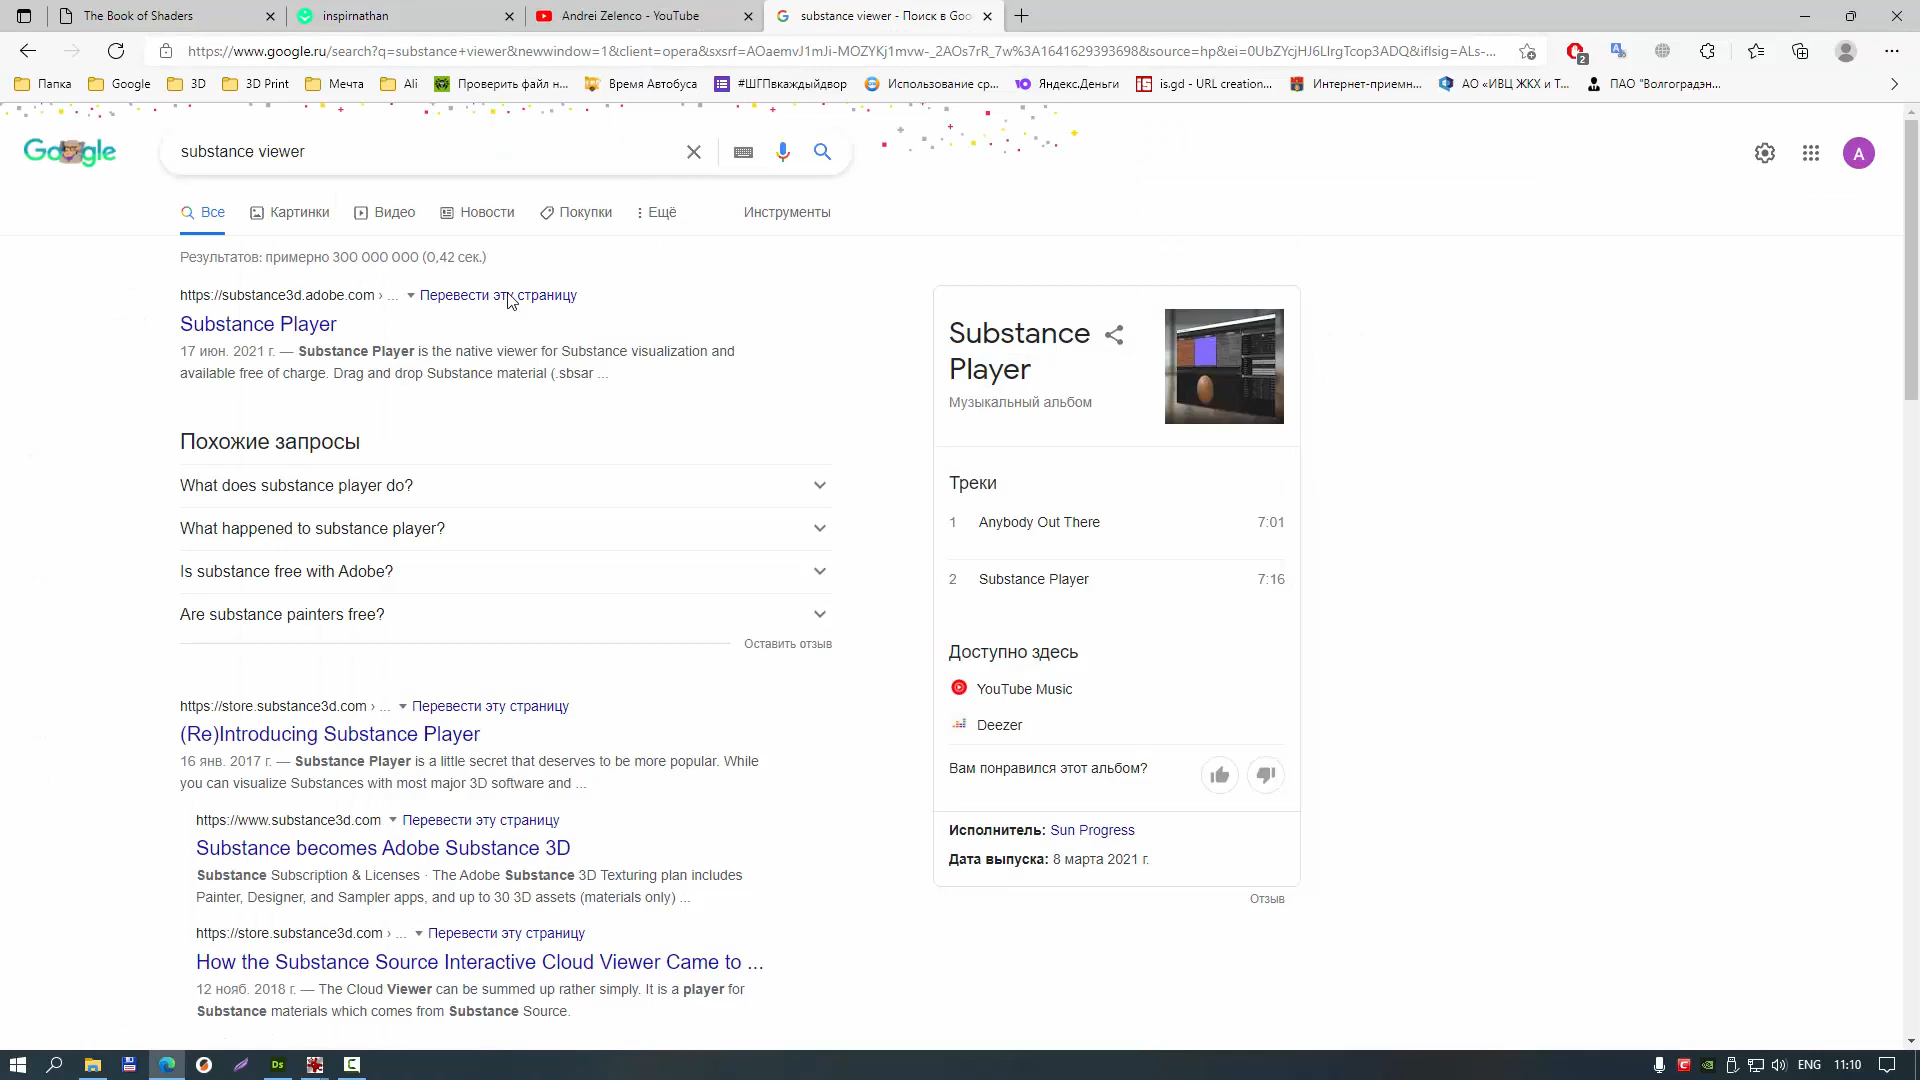 The Book of Shaders
inspirnathan
Andrei Zelenco - YouTube
substance viewer - Поиск в Goo
https://www.google.ru/search?q=substance+viewer&newwindow=1&client=opera&sxsrf=AOaemvJ1mJi-MOZYKj1mvw-_2AOs7rR_7w%3A1641629393698&source=hp&ei=0UbZYcjHJ6LlrgTcop3ADQ&iflsig=ALs-...
2
Папка
Google
3D
3D Print
Мечта
Ali
Проверить файл н...
Время Автобуса
#ШГПвкаждыйдвор
Использование ср...
Яндекс.Деньги
is.gd - URL creation...
Интернет-приемн...
АО «ИВЦ ЖКХ и Т...
ПАО "Волгоградэн...
Google
substance viewer
A
Все
Картинки
Видео
Новости
Покупки
Ещё
Инструменты
Результатов: примерно 300 000 000 (0,42 сек.)
https://substance3d.adobe.com › ... Перевести эту страницу
Substance Player
17 июн. 2021 г. — Substance Player is the native viewer for Substance visualization and
available free of charge. Drag and drop Substance material (.sbsar ...
Похожие запросы
What does substance player do?
What happened to substance player?
Is substance free with Adobe?
Are substance painters free?
Оставить отзыв
https://store.substance3d.com › ... Перевести эту страницу
(Re)Introducing Substance Player
16 янв. 2017 г. — Substance Player is a little secret that deserves to be more popular. While
you can visualize Substances with most major 3D software and ...
https://www.substance3d.com Перевести эту страницу
Substance becomes Adobe Substance 3D
Substance Subscription & Licenses · The Adobe Substance 3D Texturing plan includes
Painter, Designer, and Sampler apps, and up to 30 3D assets (materials only) ...
https://store.substance3d.com › ... Перевести эту страницу
How the Substance Source Interactive Cloud Viewer Came to ...
12 нояб. 2018 г. — The Cloud Viewer can be summed up rather simply. It is a player for
Substance materials which comes from Substance Source.
Substance
Player
Музыкальный альбом
Треки
1 Anybody Out There 7:01
2 Substance Player 7:16
Доступно здесь
YouTube Music
Deezer
Вам понравился этот альбом?
Исполнитель: Sun Progress
Дата выпуска: 8 марта 2021 г.
Отзыв
Ds
ENG
11:10